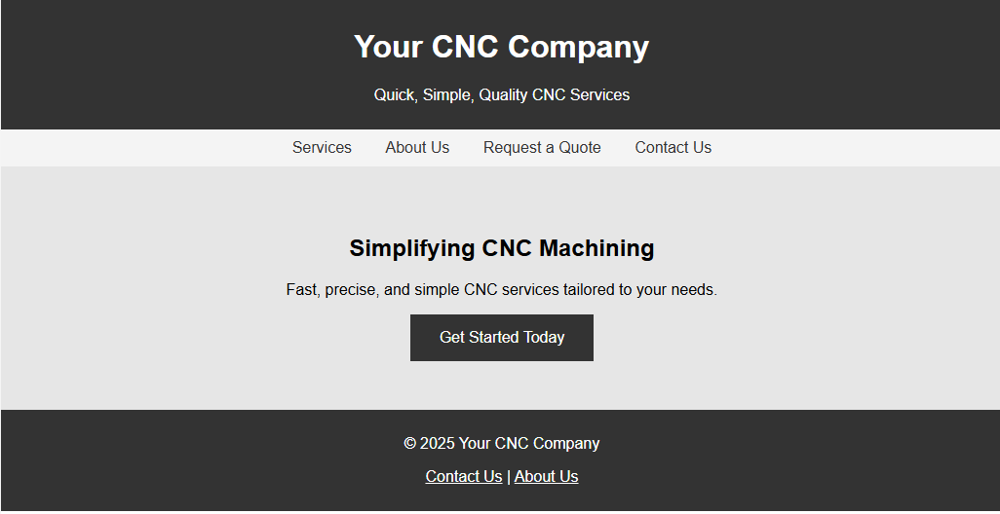 Your CNC Company
Quick, Simple, Quality CNC Services
Services About Us Request a Quote Contact Us
Simplifying CNC Machining
Fast, precise, and simple CNC services tailored to your needs.
Get Started Today
© 2025 Your CNC Company
Contact Us | About Us